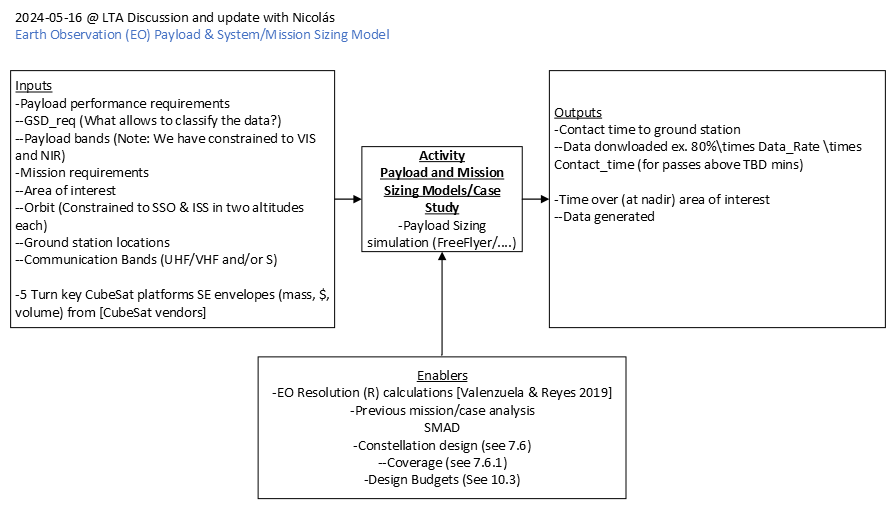 2024-05-16 @ LTA Discussion and update with Nicolás
Earth Observation (EO) Payload & System/Mission Sizing Model
Inputs
-Payload performance requirements
--GSD_req (What allows to classify the data?)
--Payload bands (Note: We have constrained to VIS
and NIR)
-Mission requirements
--Area of interest
--Orbit (Constrained to SSO & ISS in two altitudes
each)
--Ground station locations
--Communication Bands (UHF/VHF and/or S)
-5 Turn key CubeSat platforms SE envelopes (mass, $,
volume) from [CubeSat vendors]
Activity
Payload and Mission
Sizing Models/Case
Study
-Payload Sizing
simulation (FreeFlyer/....)
Outputs
-Contact time to ground station
--Data donwloaded ex. 80%\times Data_Rate \times
Contact_time (for passes above TBD mins)
-Time over (at nadir) area of interest
--Data generated
Enablers
-EO Resolution (R) calculations [Valenzuela & Reyes 2019]
-Previous mission/case analysis
SMAD
-Constellation design (see 7.6)
--Coverage (see 7.6.1)
-Design Budgets (See 10.3)